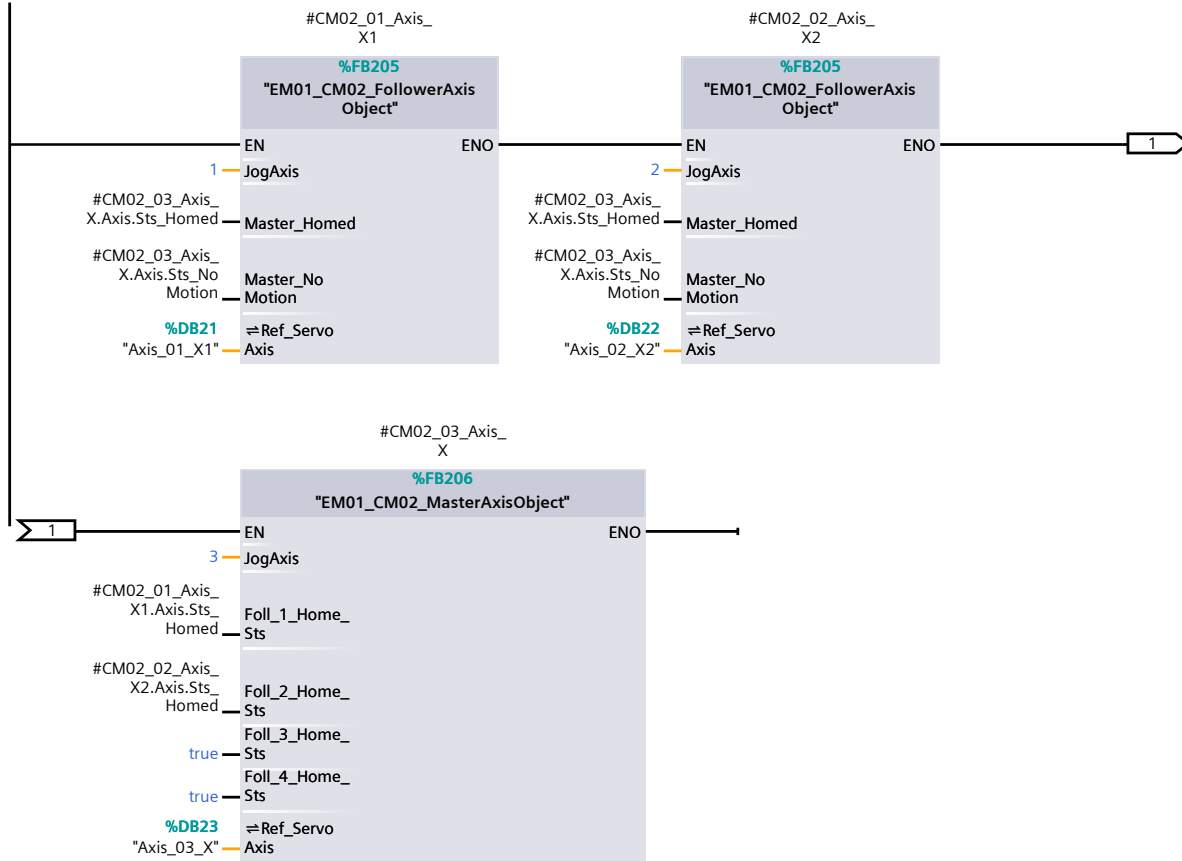 #CM02_01_Axis_
X1
%FB205
"EM01_CM02_FollowerAxis
Object"
EN
ENO
1
JogAxis
#CM02_03_Axis_
X.Axis.Sts_Homed
Master_Homed
#CM02_03_Axis_
X.Axis.Sts_No
Motion
Master_No
Motion
%DB21
"Axis_01_X1"
⇌Ref_Servo
Axis
#CM02_02_Axis_
X2
%FB205
"EM01_CM02_FollowerAxis
Object"
EN
ENO
2
JogAxis
#CM02_03_Axis_
X.Axis.Sts_Homed
Master_Homed
#CM02_03_Axis_
X.Axis.Sts_No
Motion
Master_No
Motion
%DB22
"Axis_02_X2"
⇌Ref_Servo
Axis
1
#CM02_03_Axis_
X
%FB206
"EM01_CM02_MasterAxisObject"
1
EN
ENO
3
JogAxis
#CM02_01_Axis_
X1.Axis.Sts_
Homed
Foll_1_Home_
Sts
#CM02_02_Axis_
X2.Axis.Sts_
Homed
Foll_2_Home_
Sts
true
Foll_3_Home_
Sts
true
Foll_4_Home_
Sts
%DB23
"Axis_03_X"
⇌Ref_Servo
Axis